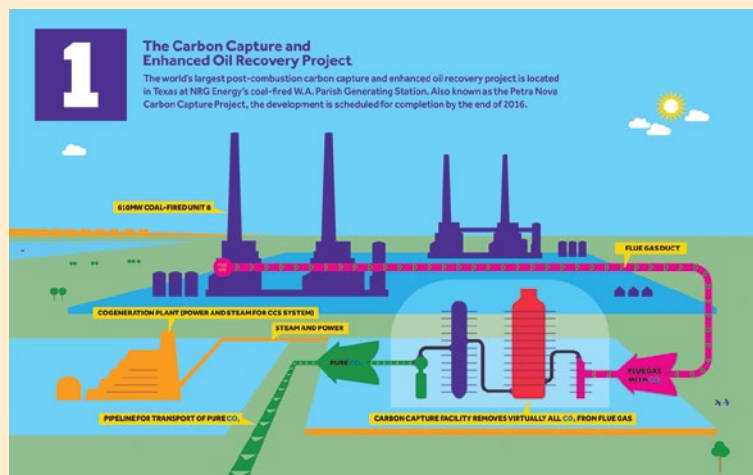 1
The Carbon Capture and
Enhanced Oil Recovery Project
The world's largest post-combustion carbon capture and enhanced oil recovery project is located
in Texas at NRG Energy's coal-fired W.A. Parish Generating Station. Also known as the Petra Nova
Carbon Capture Project, the development is scheduled for completion by the end of 2016.
610MW COAL-FIRED UNIT 8
FLUE GAS DUCT
COGENERATION PLANT (POWER AND STEAM FOR CCS SYSTEM)
STEAM AND POWER
PURE CO₂
FLUE GAS
WITH CO₂
PIPELINE FOR TRANSPORT OF PURE CO₂
CARBON CAPTURE FACILITY REMOVES VIRTUALLY ALL CO₂ FROM FLUE GAS